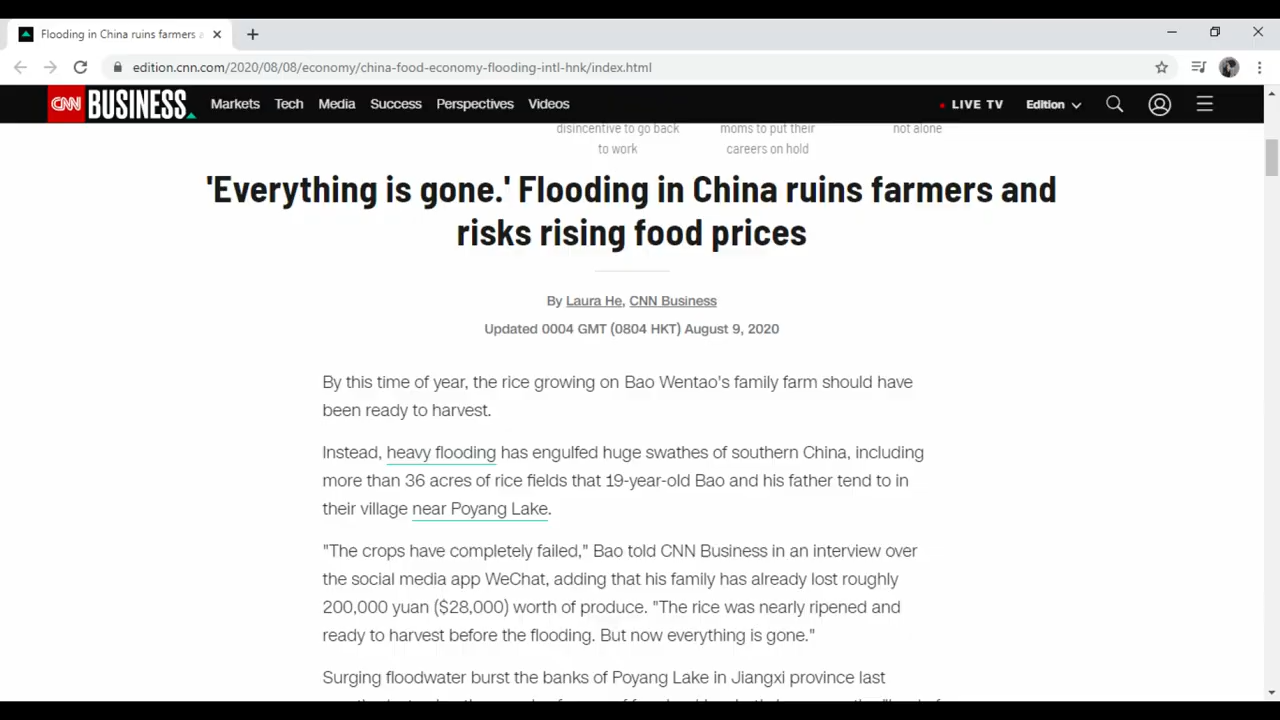 Flooding in China ruins farmers a
edition.cnn.com/2020/08/08/economy/china-food-economy-flooding-intl-hnk/index.html
CNN BUSINESS Markets Tech Media Success Perspectives Videos LIVE TV Edition
disincentive to go back moms to put their not alone
to work careers on hold
'Everything is gone.' Flooding in China ruins farmers and
risks rising food prices
By Laura He, CNN Business
Updated 0004 GMT (0804 HKT) August 9, 2020
By this time of year, the rice growing on Bao Wentao's family farm should have
been ready to harvest.
Instead, heavy flooding has engulfed huge swathes of southern China, including
more than 36 acres of rice fields that 19-year-old Bao and his father tend to in
their village near Poyang Lake.
"The crops have completely failed," Bao told CNN Business in an interview over
the social media app WeChat, adding that his family has already lost roughly
200,000 yuan ($28,000) worth of produce. "The rice was nearly ripened and
ready to harvest before the flooding. But now everything is gone."
Surging floodwater burst the banks of Poyang Lake in Jiangxi province last